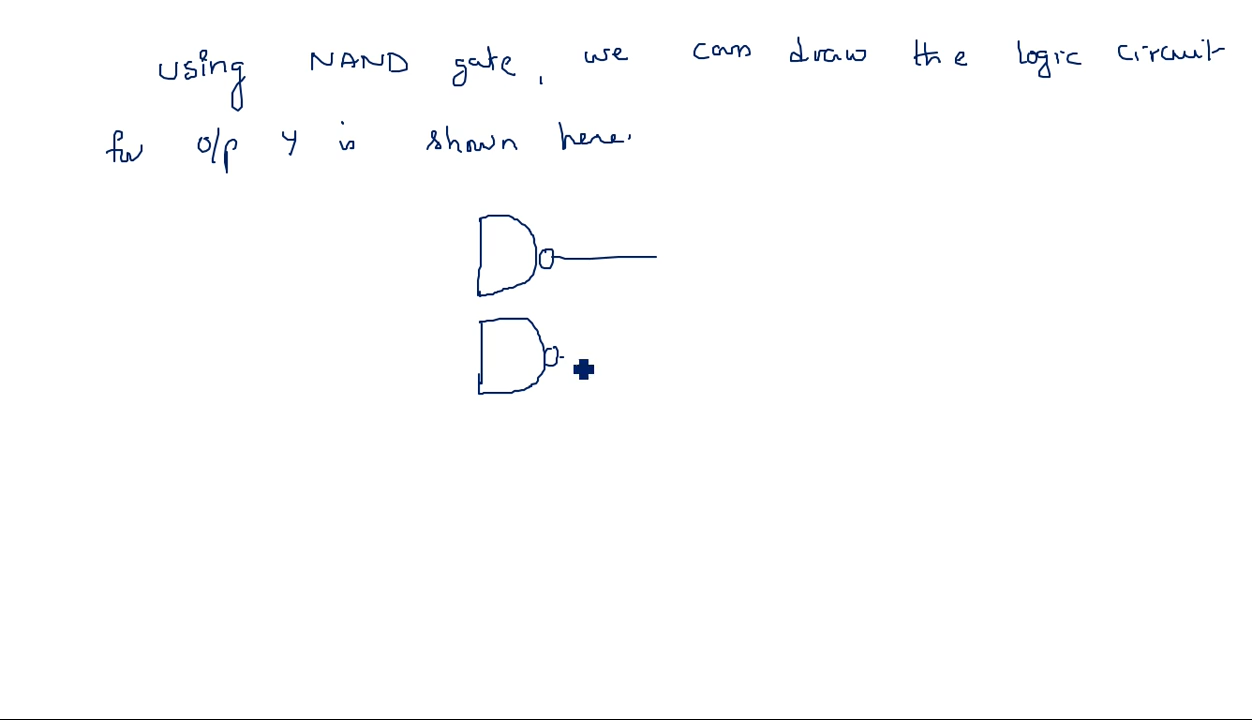 using NAND gate, we can draw the logic circuit
for o/p y is shown here.